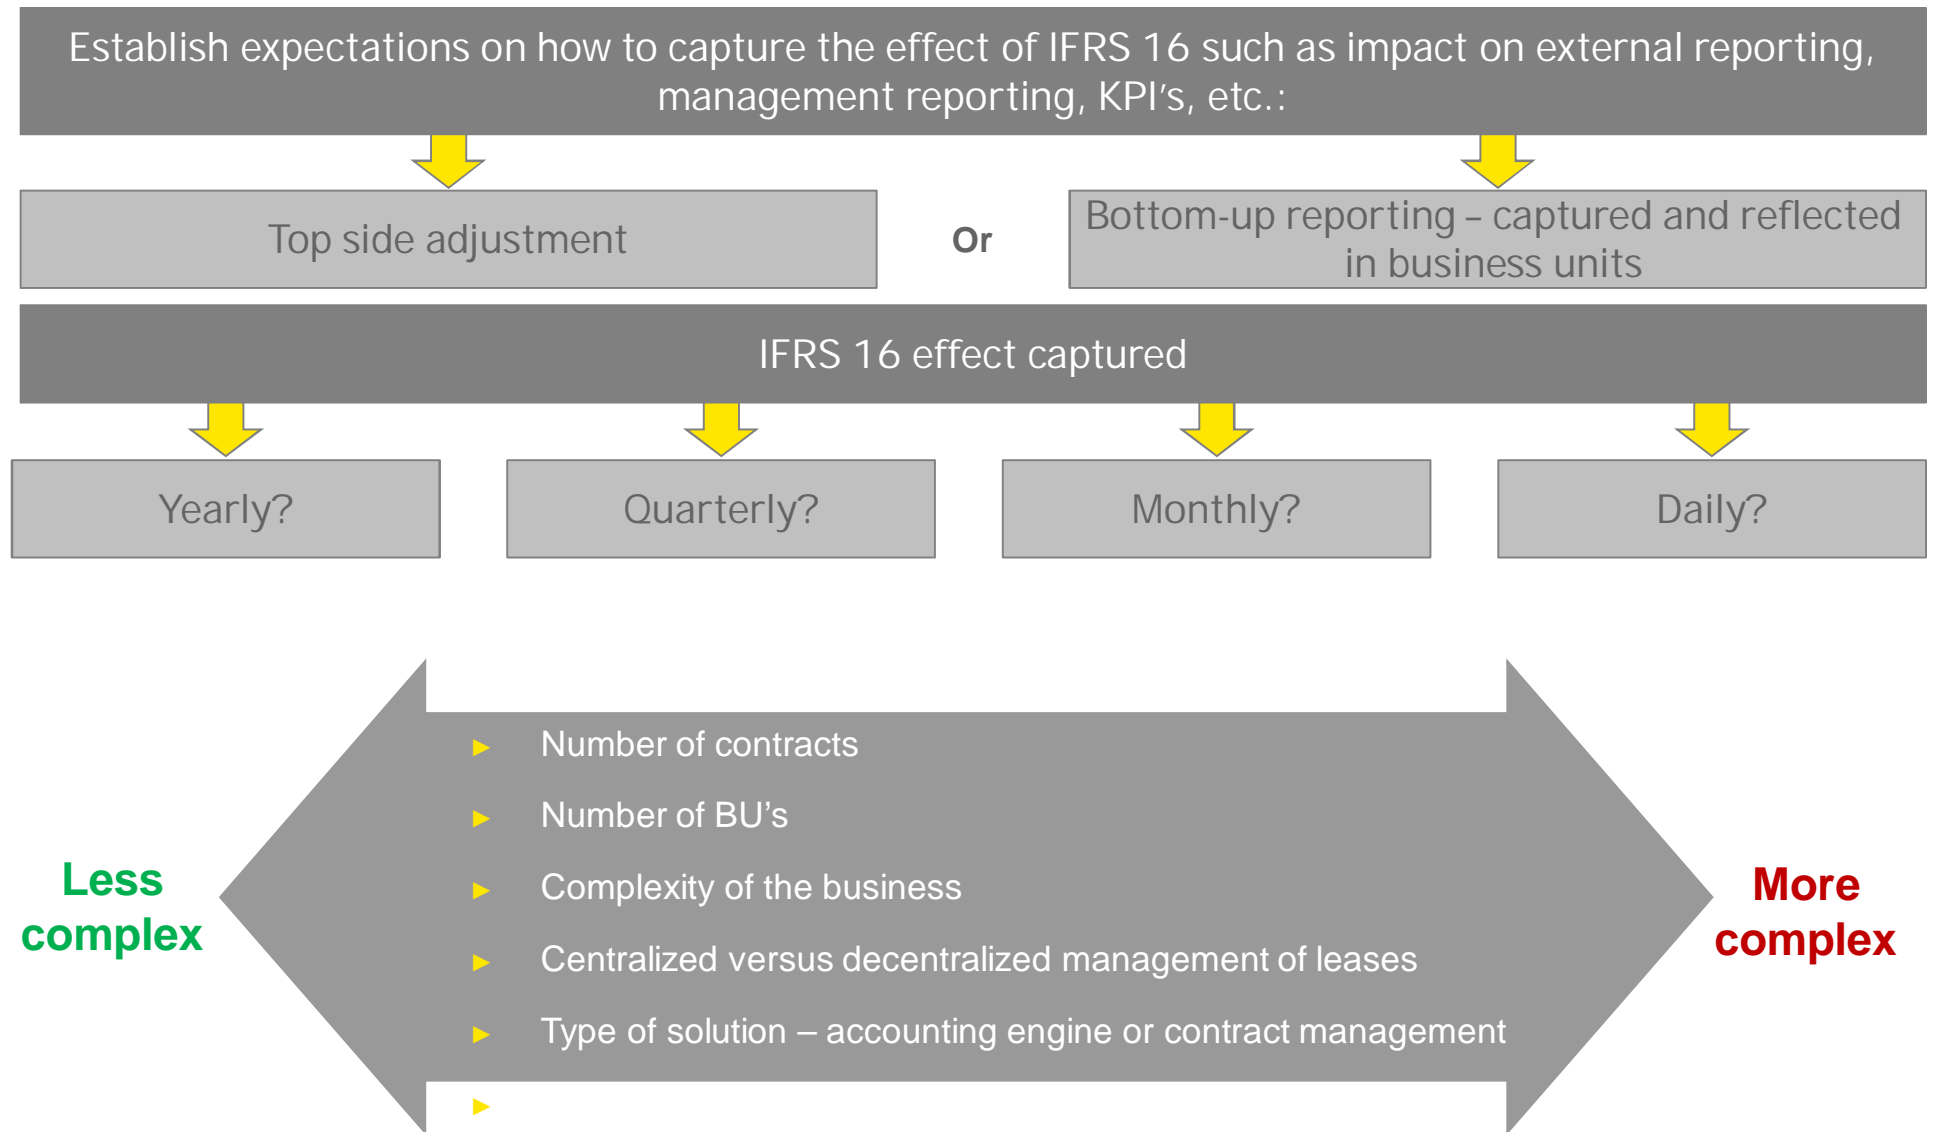 Establish expectations on how to capture the effect of IFRS 16 such as impact on external reporting,
management reporting, KPI's, etc.:
Top side adjustment
Or
Bottom-up reporting – captured and reflected
in business units
IFRS 16 effect captured
Yearly?
Quarterly?
Monthly?
Daily?
► Number of contracts
► Number of BU's
► Complexity of the business
► Centralized versus decentralized management of leases
► Type of solution – accounting engine or contract management
►
Less
complex
More
complex